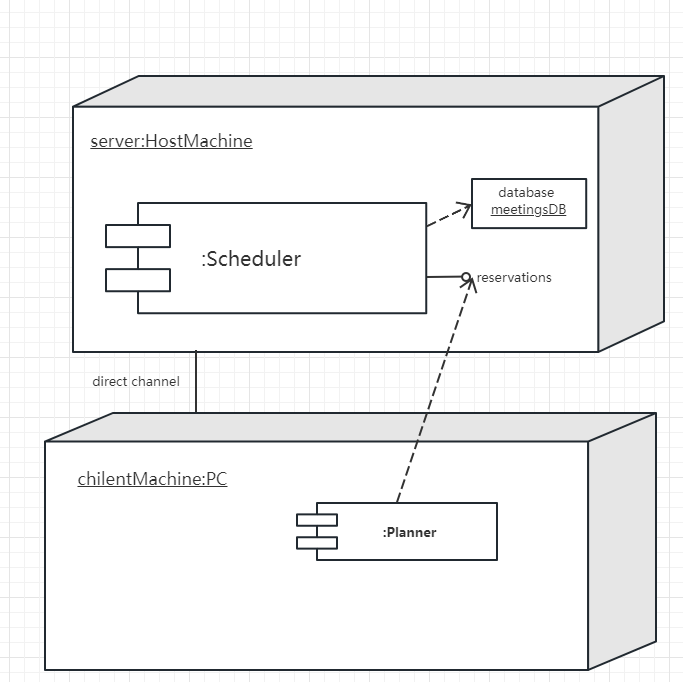 server:HostMachine
database
meetingsDB
:Scheduler
reservations
direct channel
chilentMachine:PC
:Planner